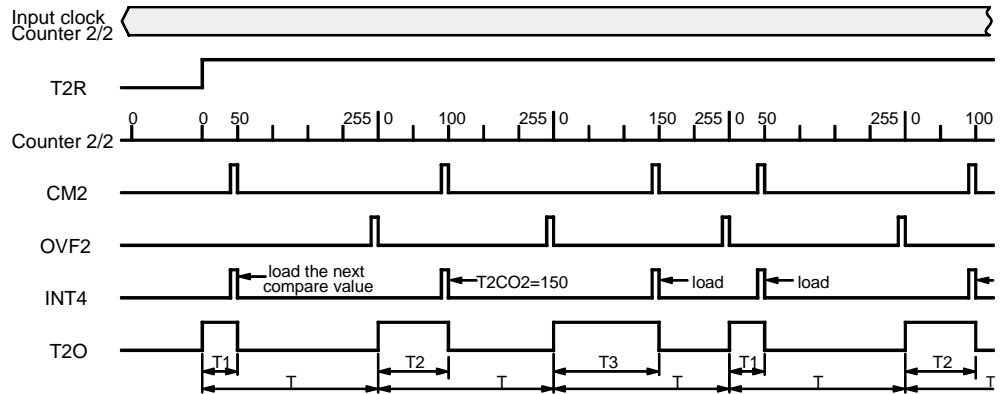 Input clock
Counter 2/2
T2R
0 0 50 255 0 100 255 0 150 255 0 50 255 0 100
Counter 2/2
CM2
OVF2
INT4
load the next
compare value
T2CO2=150
load
load
T2O
T1 T2 T3 T1 T2
T T T T T